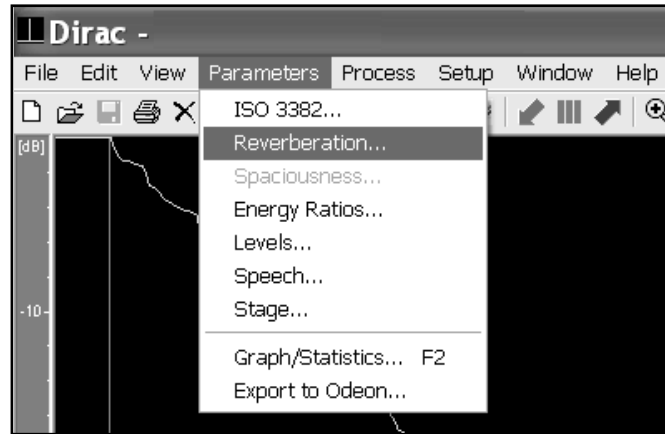 Dirac -
File Edit View Parameters Process Setup Window Help
[dB]
ISO 3382...
Reverberation...
Spaciousness...
Energy Ratios...
Levels...
Speech...
-10-
Stage...
Graph/Statistics... F2
Export to Odeon...